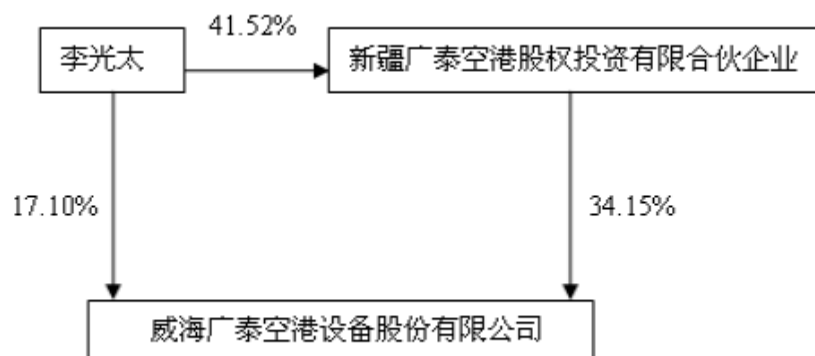 41.52%
李光太
新疆广泰空港股权投资有限合伙企业
17.10%
34.15%
威海广泰空港设备股份有限公司